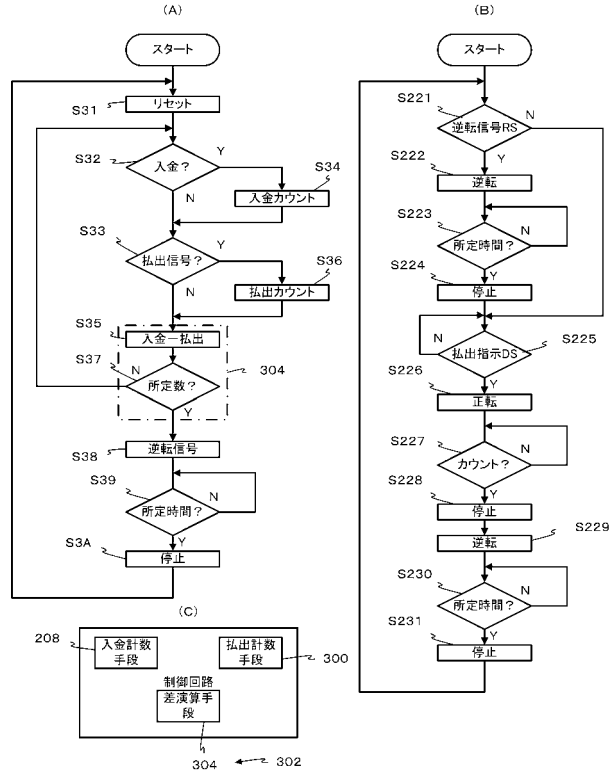 (A)
スタート
S31
リセット
S32
入金？
Y
N
S34
入金カウント
S33
払出信号？
Y
N
S36
払出カウント
S35
入金－払出
S37
N
所定数？
Y
304
S38
逆転信号
S39
所定時間？
N
Y
S3A
停止
(B)
スタート
S221
逆転信号RS
N
Y
S222
逆転
S223
所定時間？
N
Y
S224
停止
N
払出指示DS
S225
Y
S226
正転
S227
カウント？
N
Y
S228
停止
逆転
S229
S230
所定時間？
N
Y
S231
停止
(C)
208
入金計数
手段
払出計数
手段
300
制御回路
差演算手
段
304
302